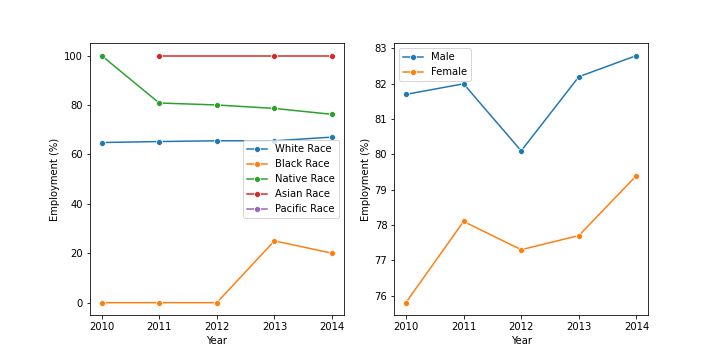 100
80
60
40
20
0
Employment (%)
2010 2011 2012 2013 2014
Year
White Race
Black Race
Native Race
Asian Race
Pacific Race
83
82
81
80
79
78
77
76
Employment (%)
2010 2011 2012 2013 2014
Year
Male
Female